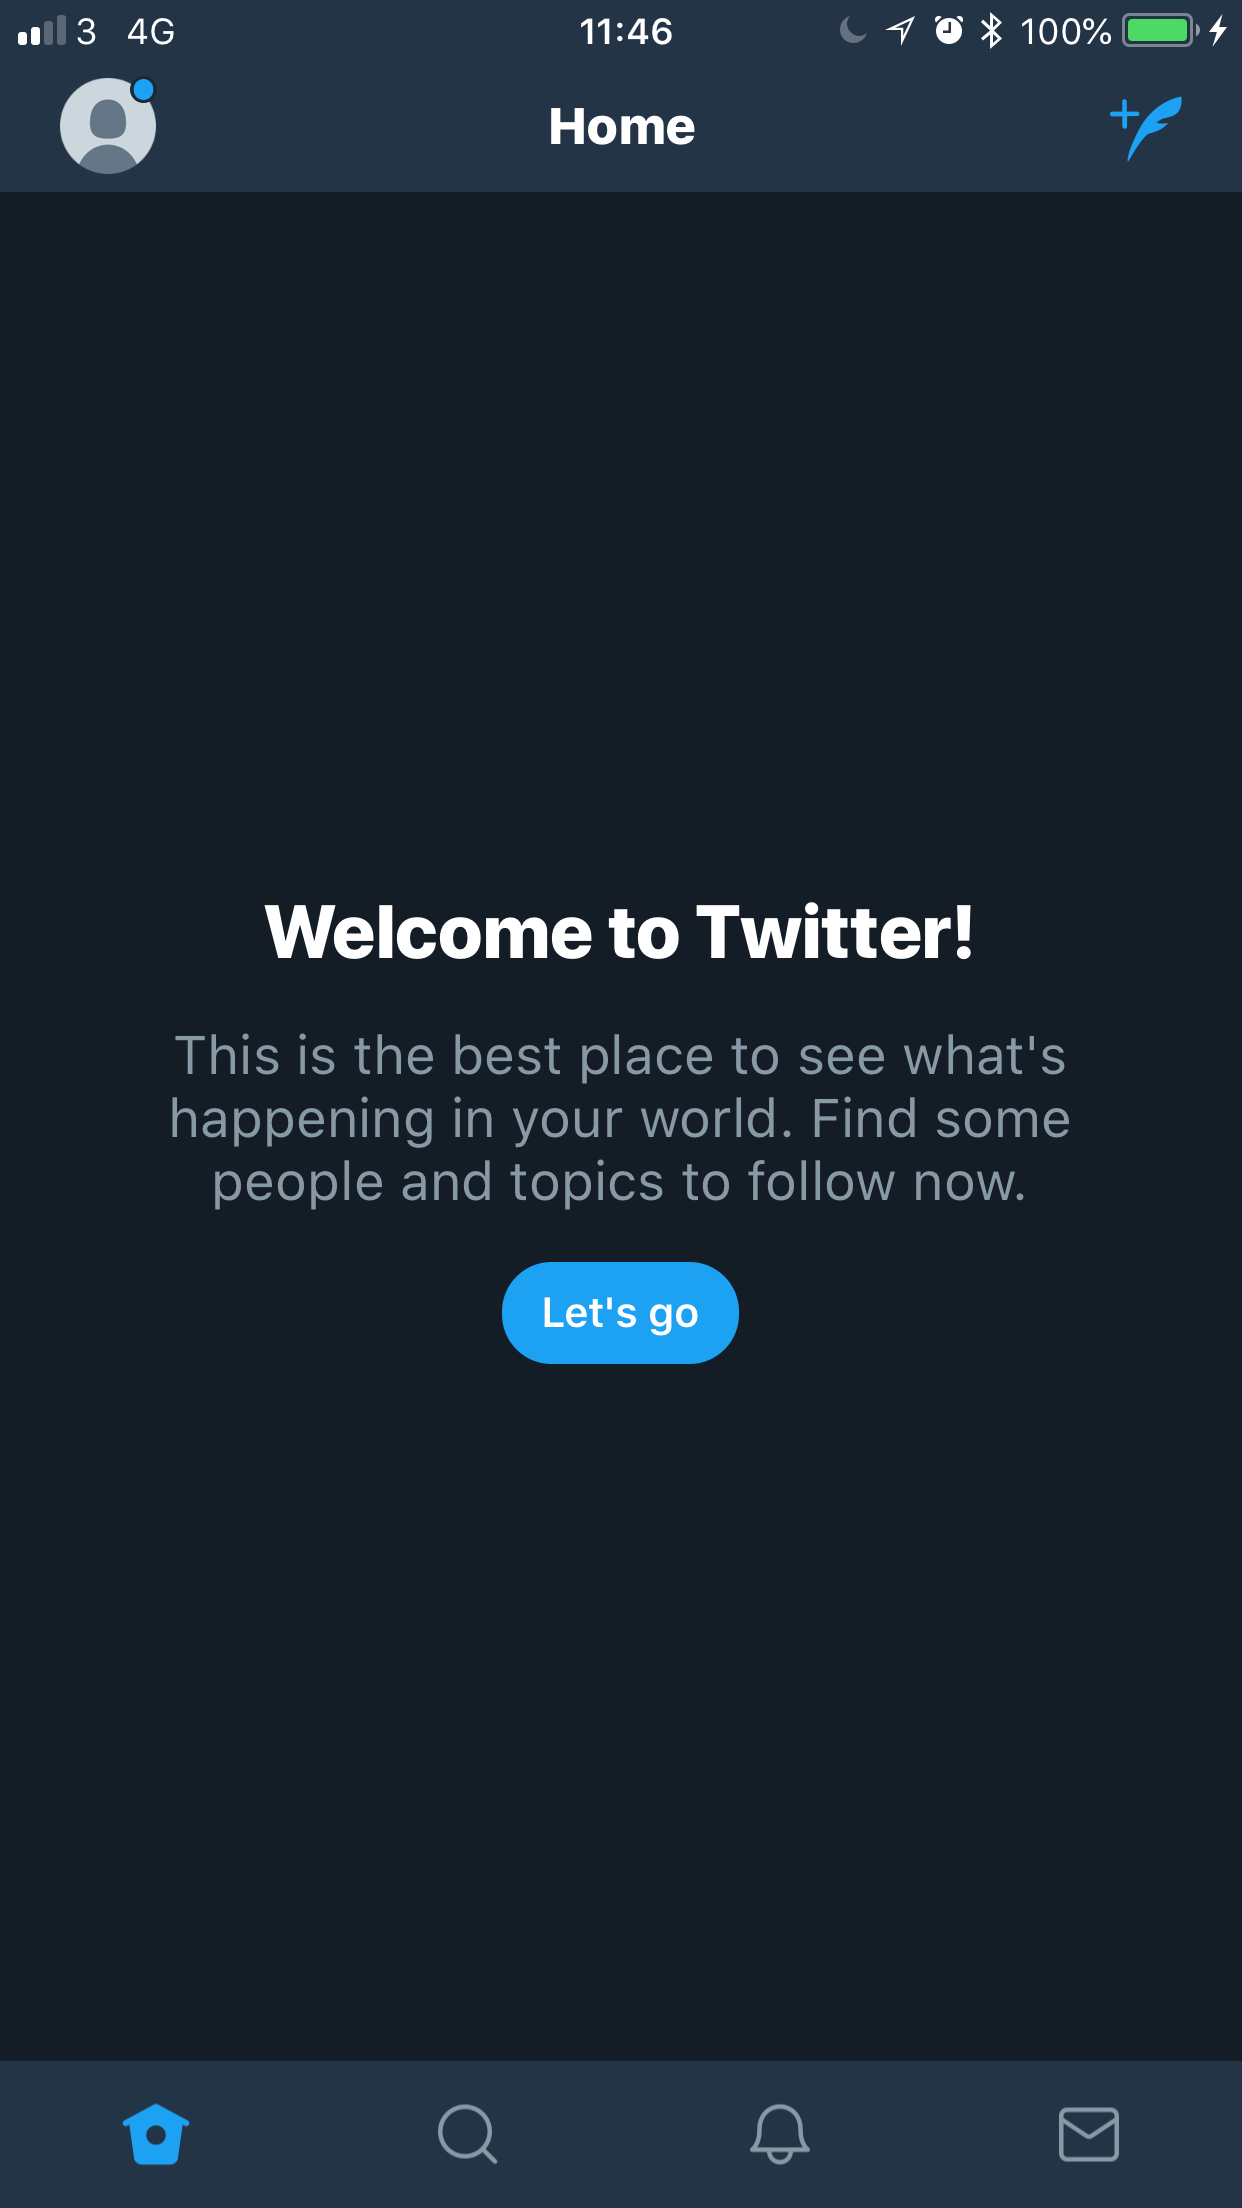 3 4G 11:46 100%
Home
Welcome to Twitter!
This is the best place to see what's
happening in your world. Find some
people and topics to follow now.
Let's go